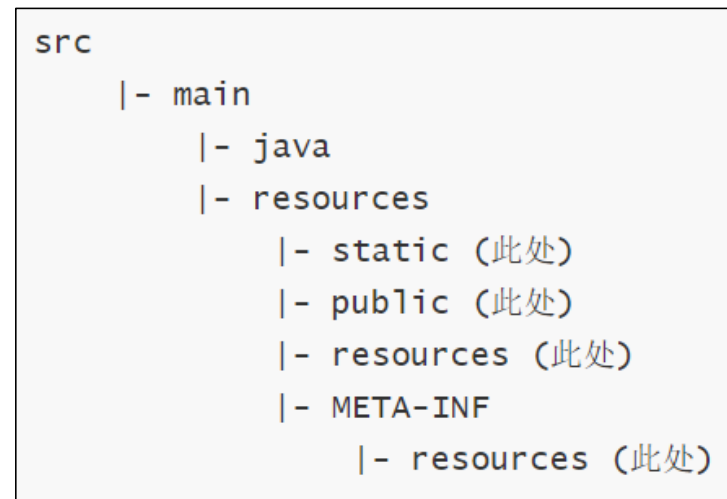 src
|- main
|- java
|- resources
|- static (此处)
|- public (此处)
|- resources (此处)
|- META-INF
|- resources (此处)